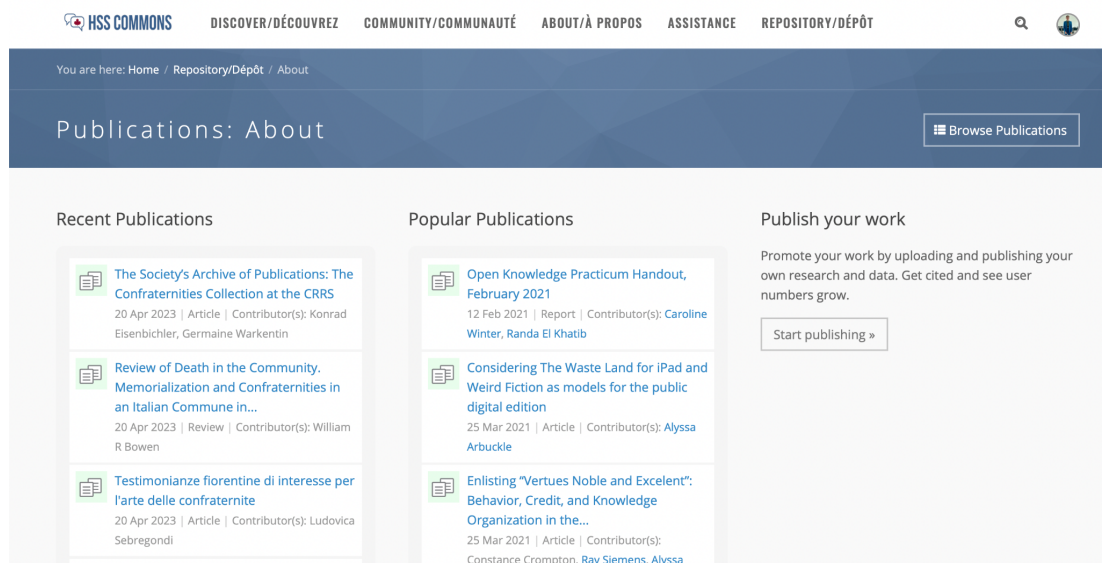 HSS COMMONS
DISCOVER/DÉCOUVREZ
COMMUNITY/COMMUNAUTÉ
ABOUT/À PROPOS
ASSISTANCE
REPOSITORY/DÉPÔT
You are here: Home / Repository/Dépôt / About
Publications: About
Browse Publications
Recent Publications
The Society's Archive of Publications: The
Confraternities Collection at the CRRS
20 Apr 2023 | Article | Contributor(s): Konrad
Eisenbichler, Germaine Warkentin
Review of Death in the Community.
Memorialization and Confraternities in
an Italian Commune in...
20 Apr 2023 | Review | Contributor(s): William
R Bowen
Testimonianze fiorentine di interesse per
l'arte delle confraternite
20 Apr 2023 | Article | Contributor(s): Ludovica
Sebregondi
Popular Publications
Open Knowledge Practicum Handout,
February 2021
12 Feb 2021 | Report | Contributor(s): Caroline
Winter, Randa El Khatib
Considering The Waste Land for iPad and
Weird Fiction as models for the public
digital edition
25 Mar 2021 | Article | Contributor(s): Alyssa
Arbuckle
Enlisting “Vertues Noble and Excelent”:
Behavior, Credit, and Knowledge
Organization in the...
25 Mar 2021 | Article | Contributor(s):
Constance Crompton, Ray Siemens, Alyssa
Publish your work
Promote your work by uploading and publishing your
own research and data. Get cited and see user
numbers grow.
Start publishing »